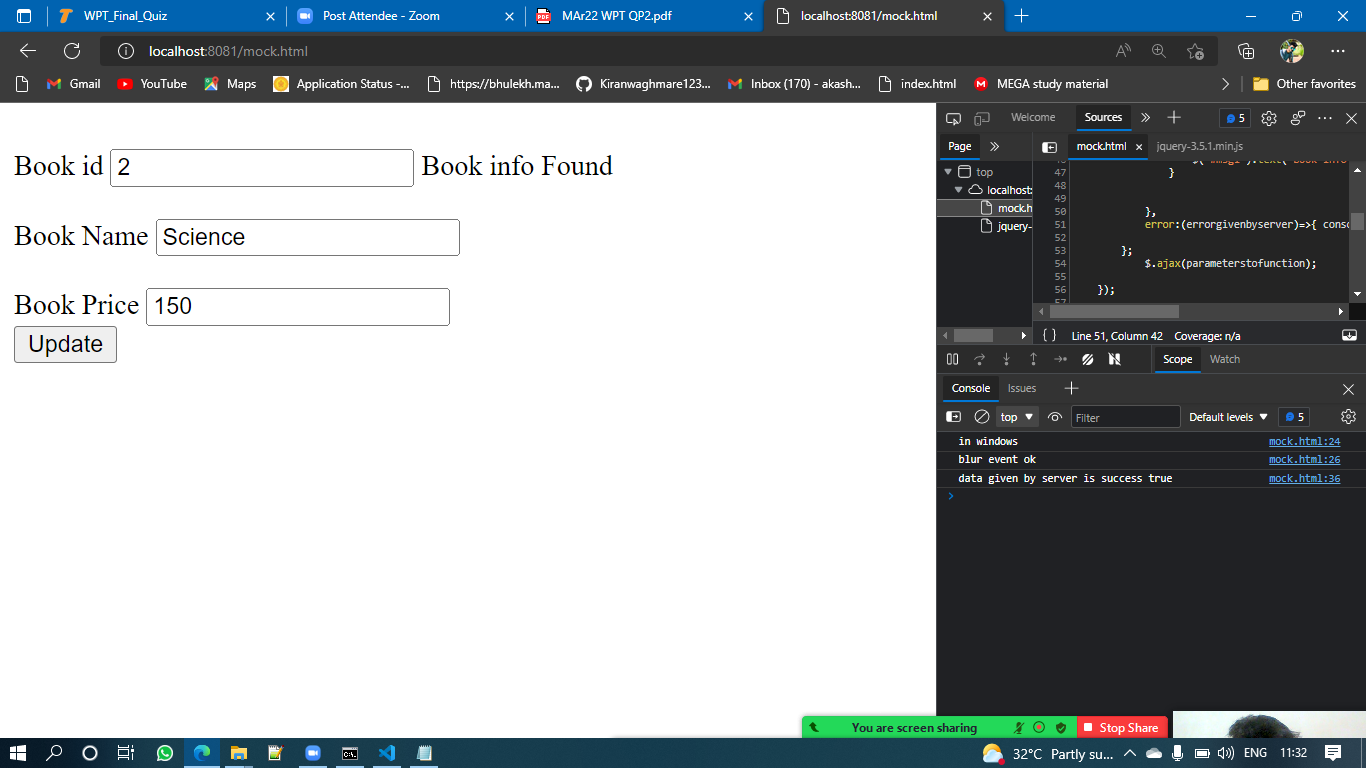 WPT_Final_Quiz
Post Attendee - Zoom
MAr22 WPT QP2.pdf
localhost:8081/mock.html
localhost:8081/mock.html
Gmail
YouTube
Maps
Application Status -...
https://bhulekh.ma...
Kiranwaghmare123...
Inbox (170) - akash...
index.html
MEGA study material
Other favorites
Book id 2 Book info Found
Book Name Science
Book Price 150
Update
Welcome
Sources
5
Page
top
localhost:
mock.h
jquery-
mock.html
jquery-3.5.1.min.js
47 }
48
49
50 },
51 error:(errorgivenbyserver)=>{ conso
52
53 };
54 $.ajax(parameterstofunction);
55
56 });
57
{ } Line 51, Column 42 Coverage: n/a
Scope
Watch
Console
Issues
top
Filter
Default levels
5
in windows mock.html:24
blur event ok mock.html:26
data given by server is success true mock.html:36
You are screen sharing
Stop Share
32°C Partly su...
ENG
11:32